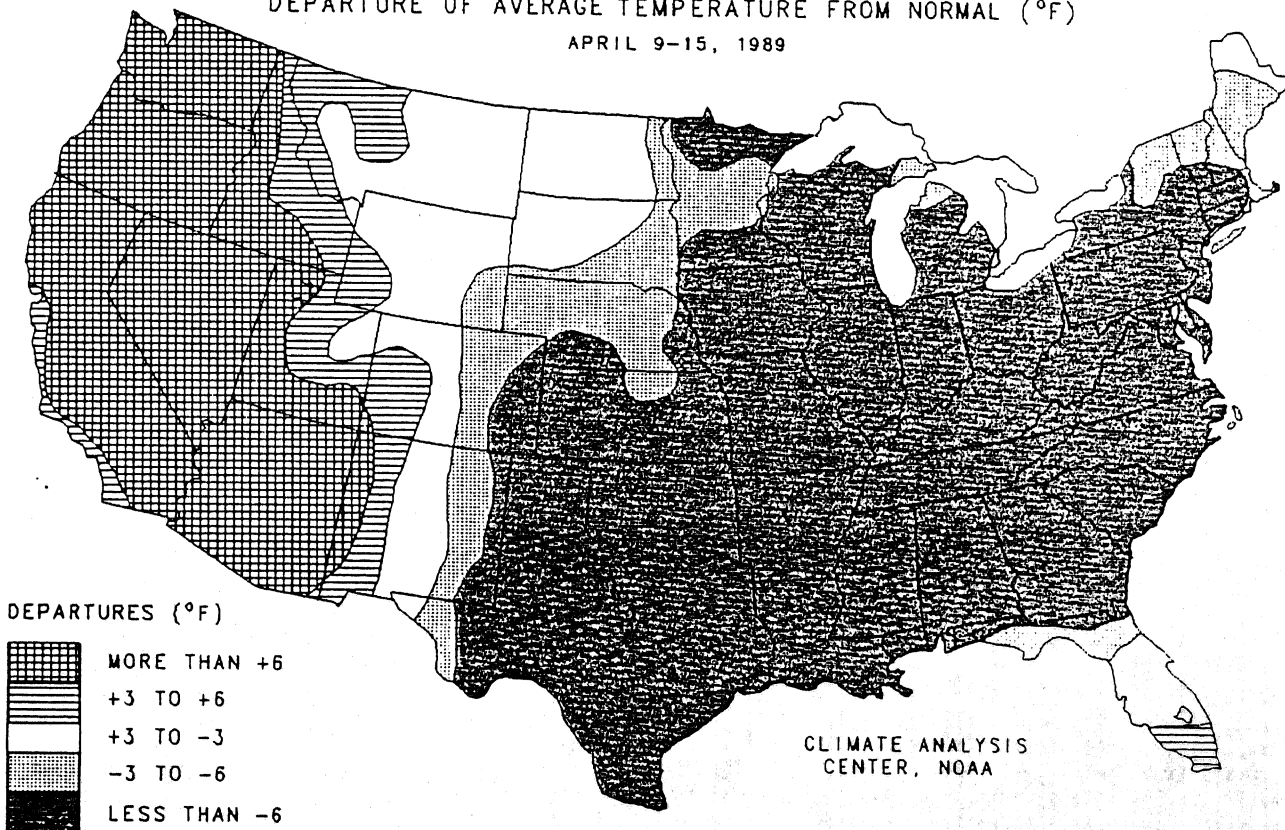 DEPARTURE OF AVERAGE TEMPERATURE FROM NORMAL (°F)
APRIL 9-15, 1989
DEPARTURES (°F)
MORE THAN +6
+3 TO +6
+3 TO -3
-3 TO -6
LESS THAN -6
CLIMATE ANALYSIS
CENTER, NOAA